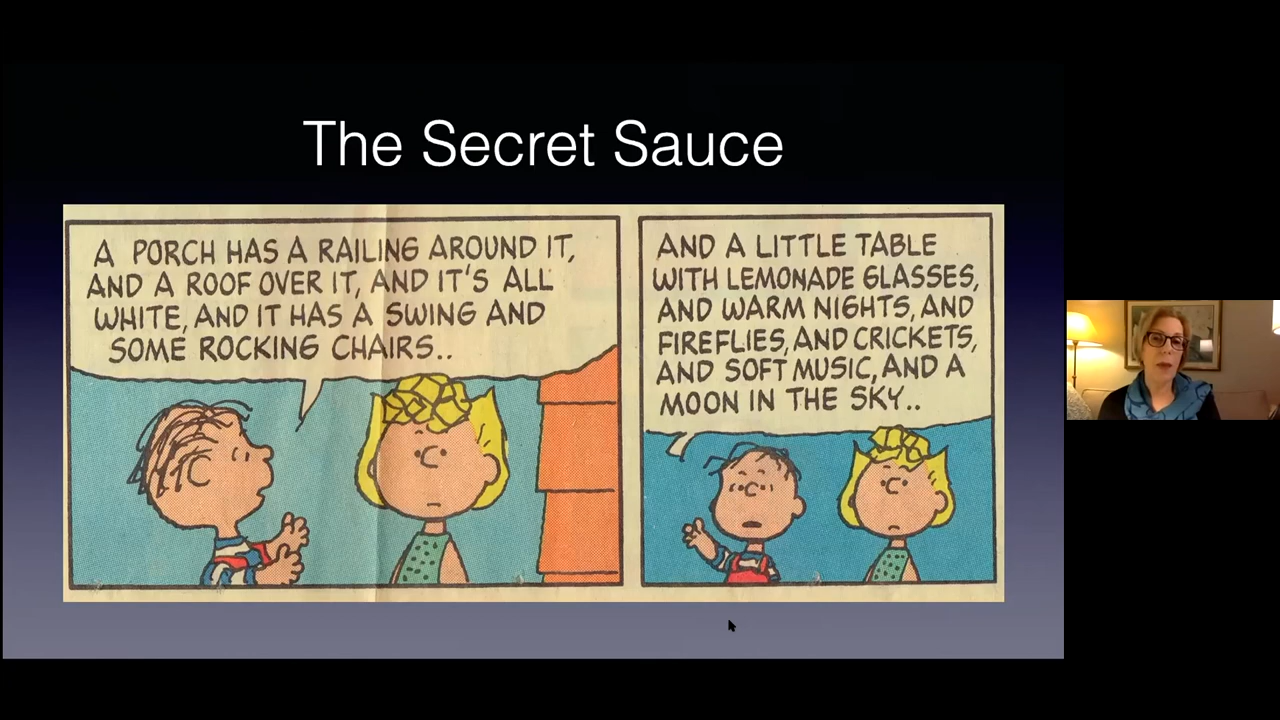 The Secret Sauce
A PORCH HAS A RAILING AROUND IT,
AND A ROOF OVER IT, AND IT'S ALL
WHITE, AND IT HAS A SWING AND
SOME ROCKING CHAIRS..
AND A LITTLE TABLE
WITH LEMONADE GLASSES,
AND WARM NIGHTS, AND
FIREFLIES, AND CRICKETS,
AND SOFT MUSIC, AND A
MOON IN THE SKY..